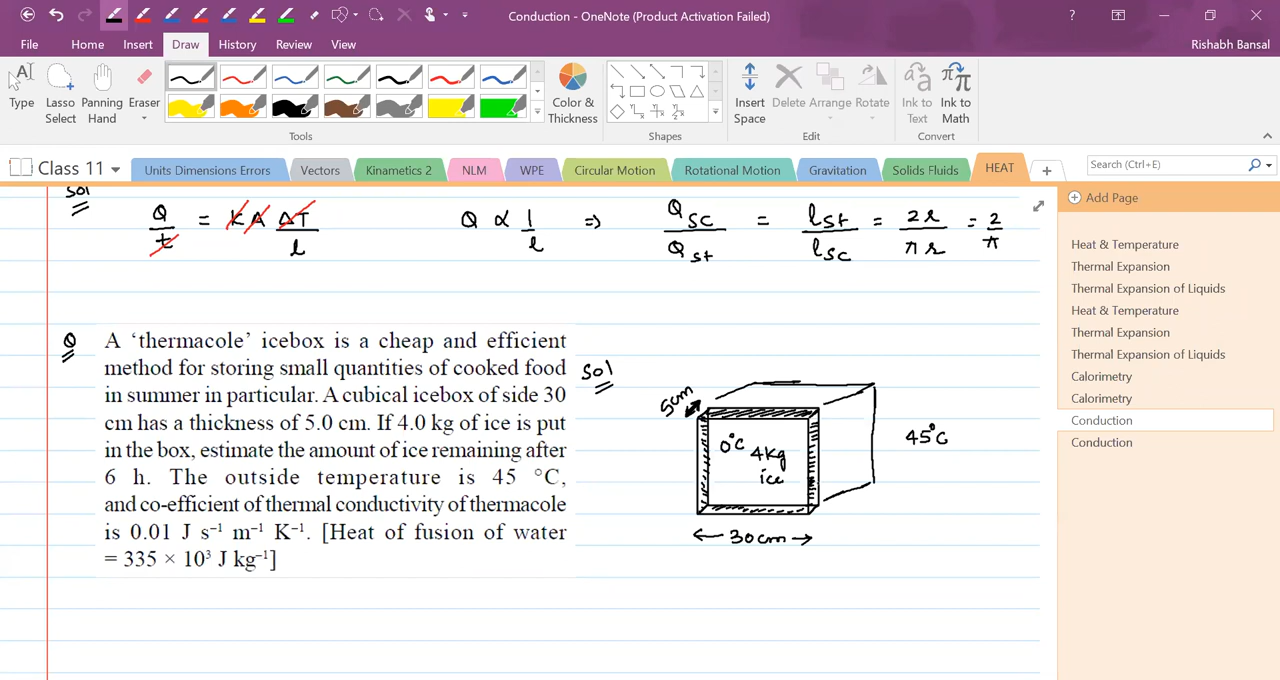 Conduction - OneNote (Product Activation Failed)
?
File Home Insert Draw History Review View
Rishabh Bansal
Type
Lasso Select
Panning Hand
Eraser
Color & Thickness
Insert Space
Delete
Arrange
Rotate
Ink to Text
Ink to Math
Tools
Shapes
Edit
Convert
Class 11
Units Dimensions Errors
Vectors
Kinematics 2
NLM
WPE
Circular Motion
Rotational Motion
Gravitation
Solids Fluids
HEAT
Search (Ctrl+E)
Add Page
Heat & Temperature
Thermal Expansion
Thermal Expansion of Liquids
Heat & Temperature
Thermal Expansion
Thermal Expansion of Liquids
Calorimetry
Calorimetry
Conduction
Conduction
Sol
Q/t = KA ΔT/l Q ∝ 1/l ⇒ Q_SC/Q_St = l_St/l_SC = 2r/πr = 2/π
Q
A ‘thermacole’ icebox is a cheap and efficient
method for storing small quantities of cooked food
in summer in particular. A cubical icebox of side 30
cm has a thickness of 5.0 cm. If 4.0 kg of ice is put
in the box, estimate the amount of ice remaining after
6 h. The outside temperature is 45 °C,
and co-efficient of thermal conductivity of thermacole
is 0.01 J s⁻¹ m⁻¹ K⁻¹. [Heat of fusion of water
= 335 × 10³ J kg⁻¹]
Sol
5cm
0°C 4kg
ice
45°C
30cm